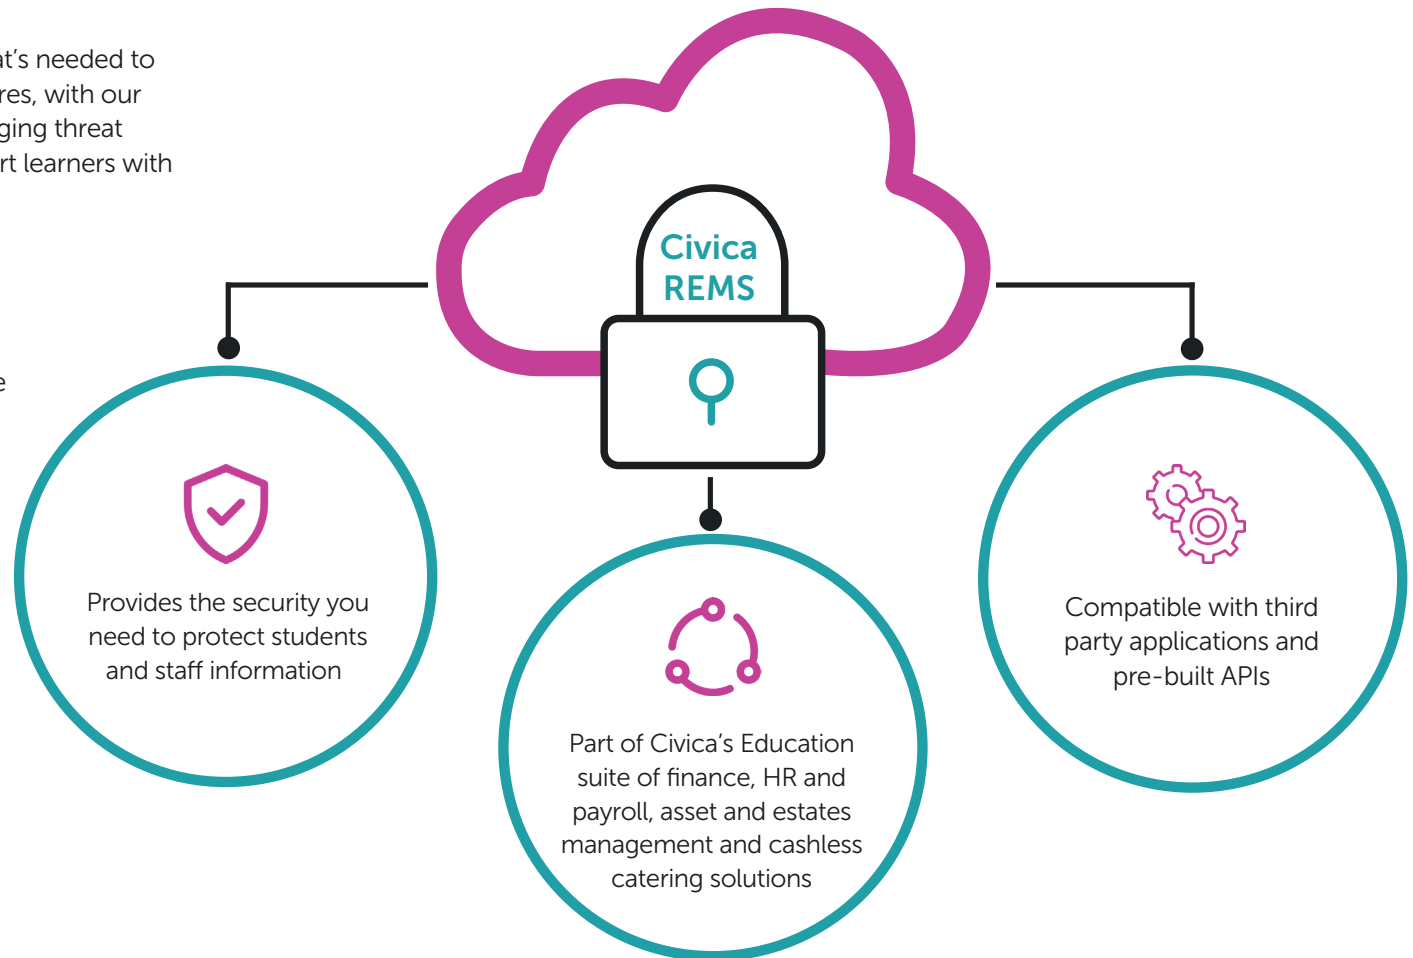 at's needed to
res, with our
ging threat
rt learners with
e
Civica
REMS
Provides the security you
need to protect students
and staff information
Part of Civica's Education
suite of finance, HR and
payroll, asset and estates
management and cashless
catering solutions
Compatible with third
party applications and
pre-built APIs